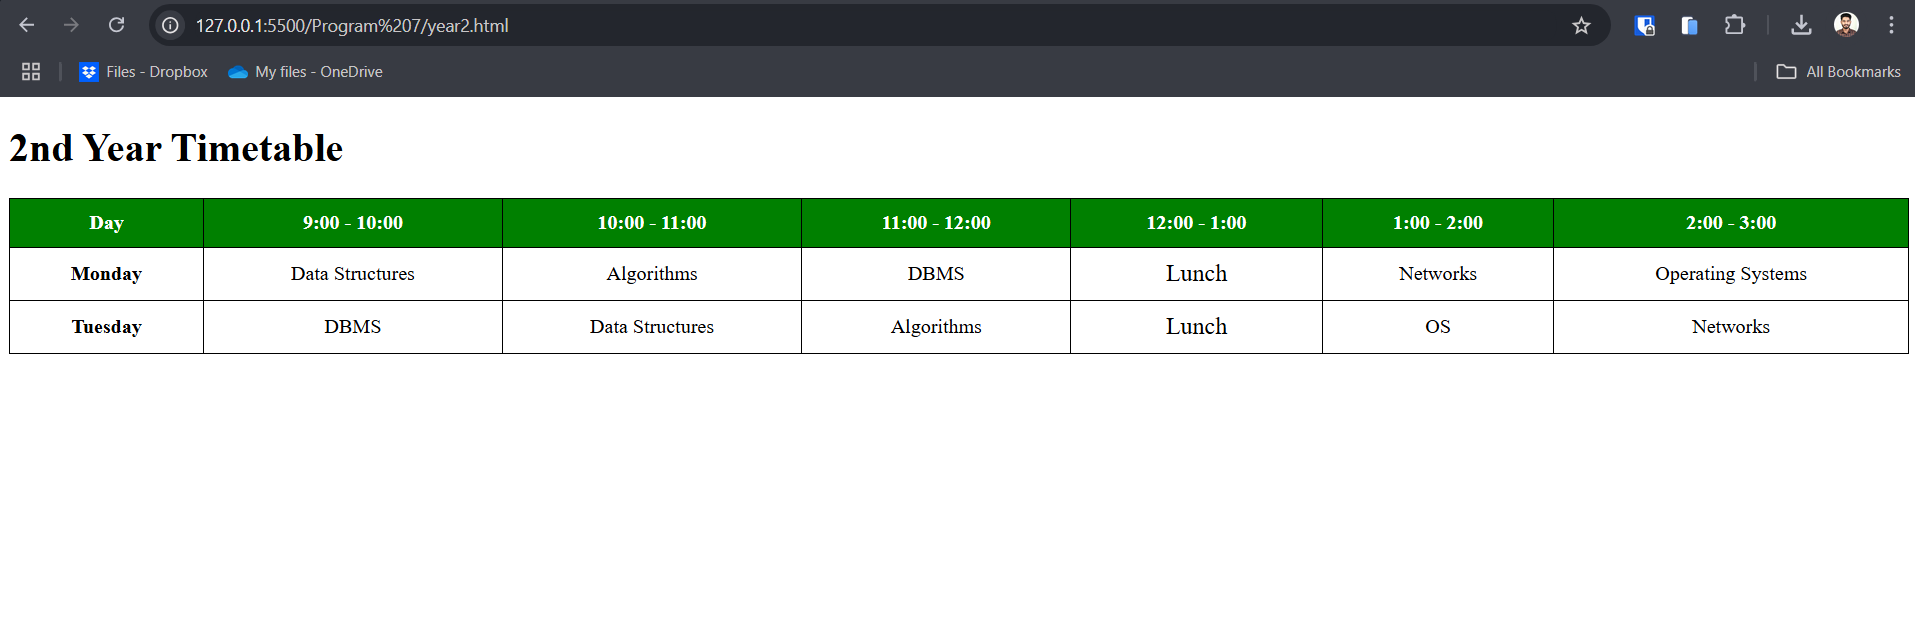 127.0.0.1:5500/Program%207/year2.html
Files - Dropbox My files - OneDrive All Bookmarks
2nd Year Timetable
Day 9:00 - 10:00 10:00 - 11:00 11:00 - 12:00 12:00 - 1:00 1:00 - 2:00 2:00 - 3:00
Monday Data Structures Algorithms DBMS Lunch Networks Operating Systems
Tuesday DBMS Data Structures Algorithms Lunch OS Networks